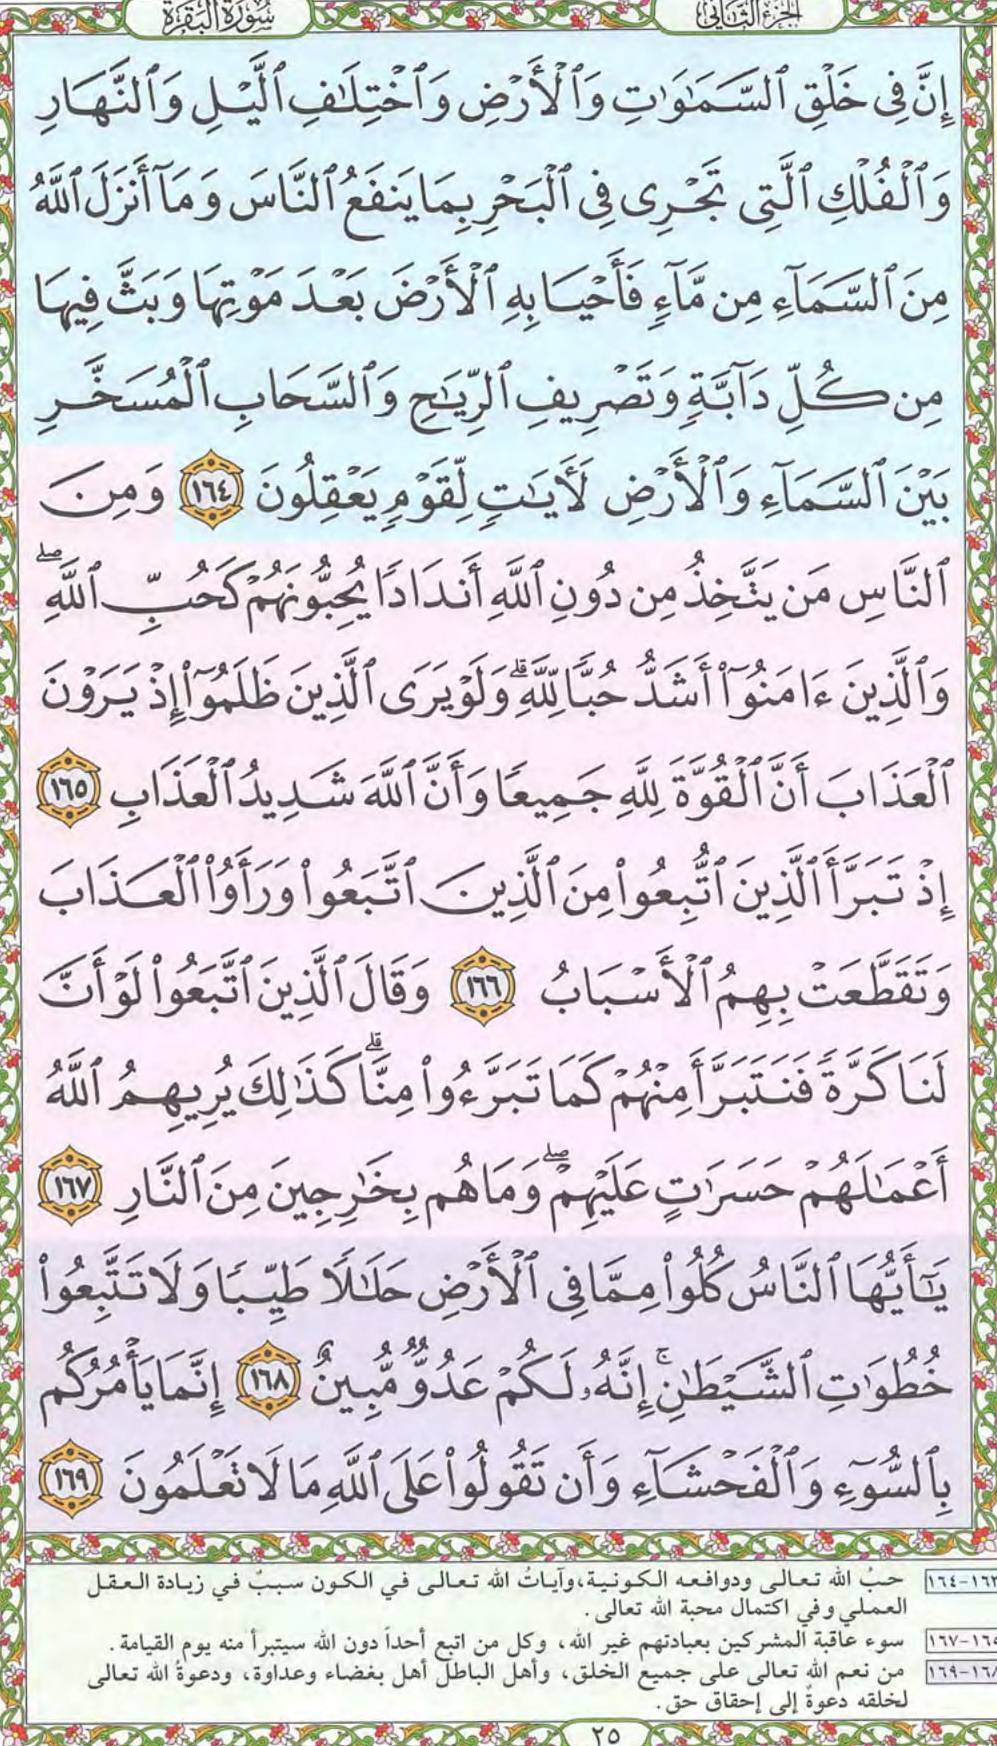 الجزء الثاني
سورة البقرة
إِنَّ فِى خَلْقِ ٱلسَّمَٰوَٰتِ وَٱلْأَرْضِ وَٱخْتِلَٰفِ ٱلَّيْلِ وَٱلنَّهَارِ
وَٱلْفُلْكِ ٱلَّتِى تَجْرِى فِى ٱلْبَحْرِ بِمَا يَنفَعُ ٱلنَّاسَ وَمَآ أَنزَلَ ٱللَّهُ
مِنَ ٱلسَّمَآءِ مِن مَّآءٍ فَأَحْيَا بِهِ ٱلْأَرْضَ بَعْدَ مَوْتِهَا وَبَثَّ فِيهَا
مِن كُلِّ دَآبَّةٍ وَتَصْرِيفِ ٱلرِّيَٰحِ وَٱلسَّحَابِ ٱلْمُسَخَّرِ
بَيْنَ ٱلسَّمَآءِ وَٱلْأَرْضِ لَءَايَٰتٍ لِّقَوْمٍ يَعْقِلُونَ ١٦٤ وَمِنَ
ٱلنَّاسِ مَن يَتَّخِذُ مِن دُونِ ٱللَّهِ أَندَادًا يُحِبُّونَهُمْ كَحُبِّ ٱللَّهِ ۖ
وَٱلَّذِينَ ءَامَنُوٓا۟ أَشَدُّ حُبًّا لِّلَّهِ ۗ وَلَوْ يَرَى ٱلَّذِينَ ظَلَمُوٓا۟ إِذْ يَرَوْنَ
ٱلْعَذَابَ أَنَّ ٱلْقُوَّةَ لِلَّهِ جَمِيعًا وَأَنَّ ٱللَّهَ شَدِيدُ ٱلْعَذَابِ ١٦٥
إِذْ تَبَرَّأَ ٱلَّذِينَ ٱتُّبِعُوا۟ مِنَ ٱلَّذِينَ ٱتَّبَعُوا۟ وَرَأَوُا۟ ٱلْعَذَابَ
وَتَقَطَّعَتْ بِهِمُ ٱلْأَسْبَابُ ١٦٦ وَقَالَ ٱلَّذِينَ ٱتَّبَعُوا۟ لَوْ أَنَّ
لَنَا كَرَّةً فَنَتَبَرَّأَ مِنْهُمْ كَمَا تَبَرَّءُوا۟ مِنَّا ۗ كَذَٰلِكَ يُرِيهِمُ ٱللَّهُ
أَعْمَٰلَهُمْ حَسَرَٰتٍ عَلَيْهِمْ ۖ وَمَا هُم بِخَٰرِجِينَ مِنَ ٱلنَّارِ ١٦٧
يَٰٓأَيُّهَا ٱلنَّاسُ كُلُوا۟ مِمَّا فِى ٱلْأَرْضِ حَلَٰلًا طَيِّبًا وَلَا تَتَّبِعُوا۟
خُطُوَٰتِ ٱلشَّيْطَٰنِ ۚ إِنَّهُۥ لَكُمْ عَدُوٌّ مُّبِينٌ ١٦٨ إِنَّمَا يَأْمُرُكُم
بِٱلسُّوٓءِ وَٱلْفَحْشَآءِ وَأَن تَقُولُوا۟ عَلَى ٱللَّهِ مَا لَا تَعْلَمُونَ ١٦٩
١٦٣-١٦٤ حبُ الله تعالى ودوافعه الكونية، وآياتُ الله تعالى في الكون سببٌ في زيادة العقل
العملي وفي اكتمال محبة الله تعالى.
١٦٥-١٦٧ سوء عاقبة المشركين بعبادتهم غير الله، وكل من اتبع أحداً دون الله سيتبرأ منه يوم القيامة.
١٦٨-١٦٩ من نعم الله تعالى على جميع الخلق، وأهل الباطل أهل بغضاء وعداوة، ودعوةُ الله تعالى
لخلقه دعوةٌ إلى إحقاق حق.
٢٥